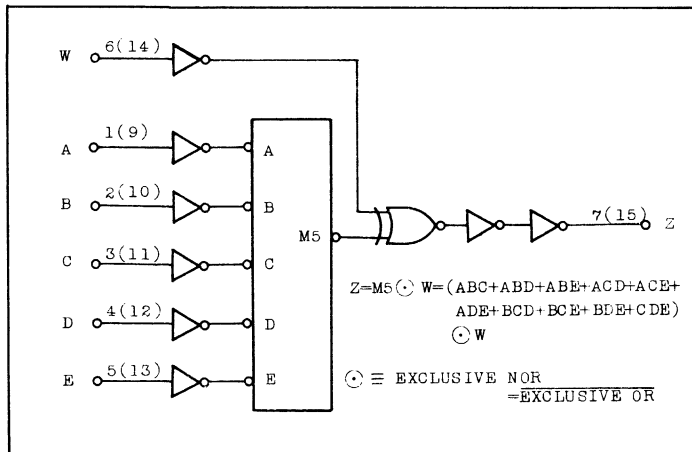 W 6(14)
A 1(9) A
B 2(10) B
7(15) Z
M5
C 3(11) C
Z=M5⊙W=(ABC+ABD+ABE+ACD+ACE+
D 4(12) D
ADE+BCD+BCE+BDE+CDE)
⊙W
E 5(13) E
⊙≡ EXCLUSIVE NOR
=EXCLUSIVE OR